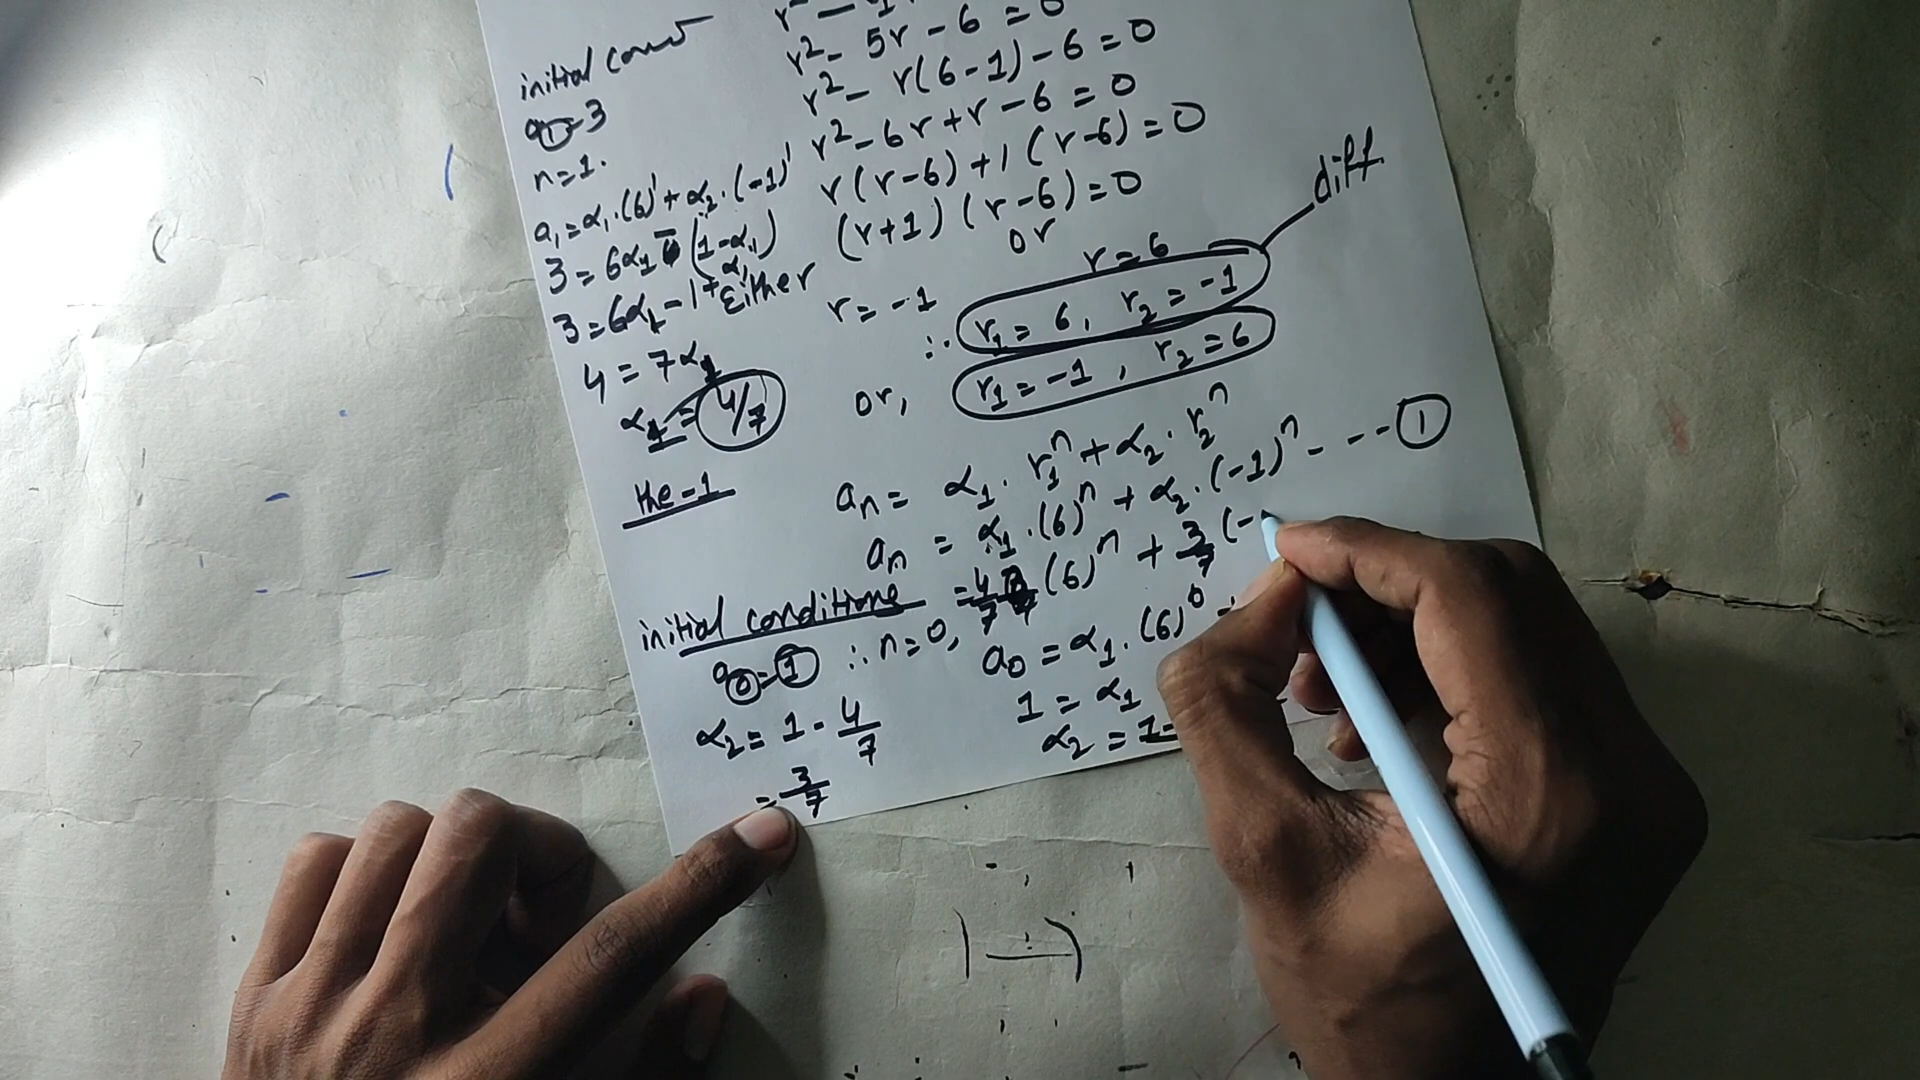 initial
a1=3
n=1.
a₁=α₁.(6)¹+α₂.(-1)¹
3=6α₁-(1-α₁)
3=6α₁-1+α₁
4=7α₁
α₁=4/7
the-1
r²-5r-6=0
r²-r(6-1)-6=0
r²-6r+r-6=0
r(r-6)+1(r-6)=0
(r+1)(r-6)=0
Either r=-1 or r=6
∴ r₁=6, r₂=-1 diff.
or, r₁=-1, r₂=6
aₙ=α₁.r₁ⁿ+α₂.r₂ⁿ
aₙ=α₁.(6)ⁿ+α₂.(-1)ⁿ---①
=4/7(6)ⁿ+3/7(-
initial conditions
a0=1 ∴n=0, a₀=α₁.(6)⁰+
1=α₁
α₂=1-
α₂=1-4/7
=3/7